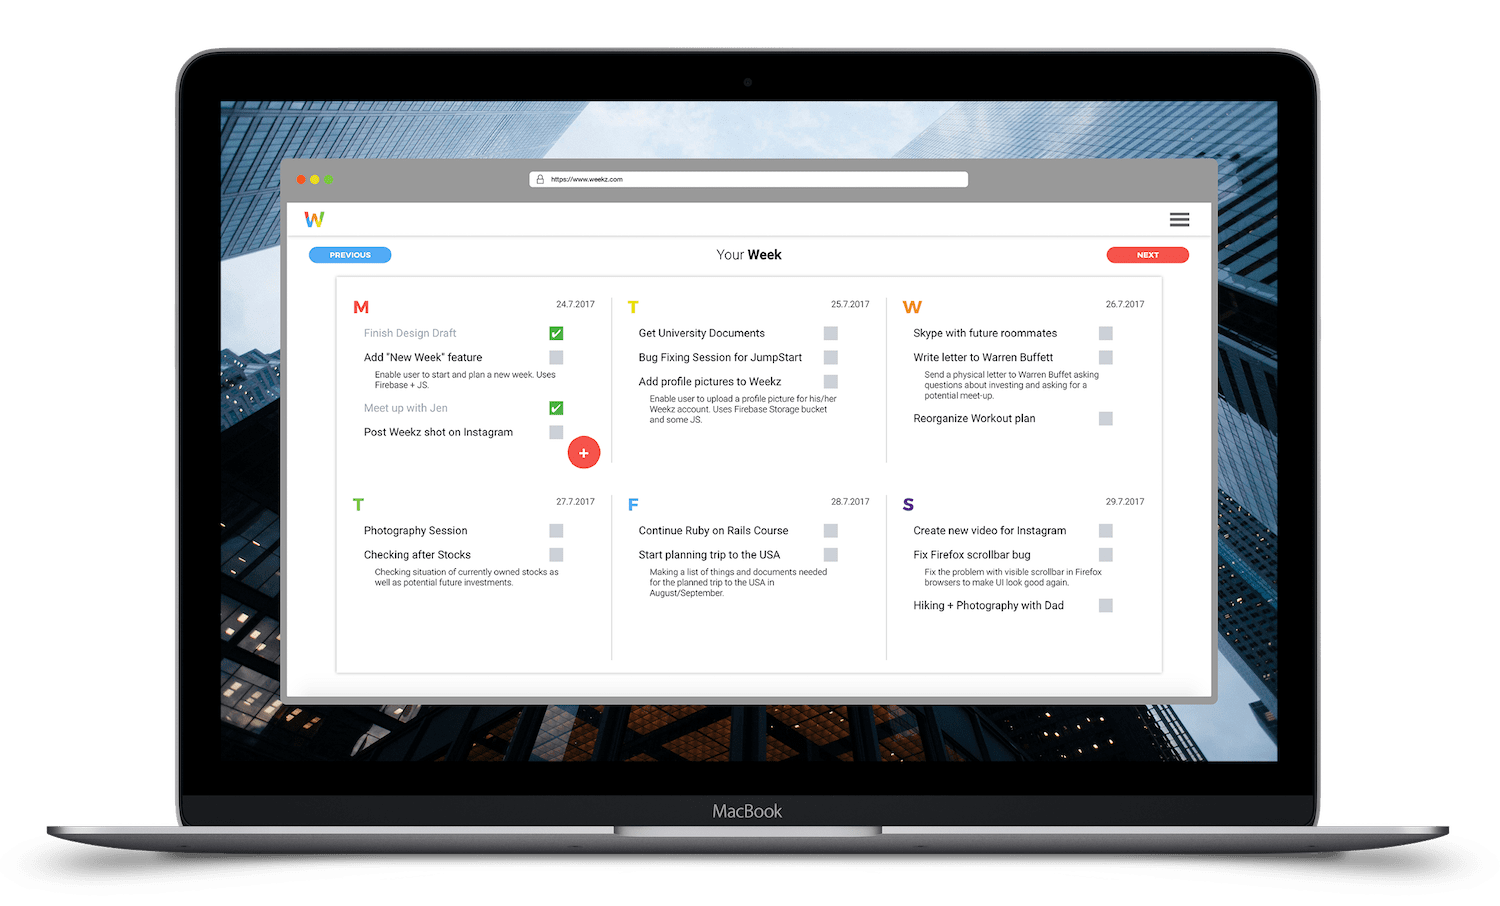 https://www.weekz.com
W
PREVIOUS
Your Week
NEXT
M
24.7.2017
Finish Design Draft
Add "New Week" feature
Enable user to start and plan a new week. Uses
Firebase + JS.
Meet up with Jen
Post Weekz shot on Instagram
+
T
25.7.2017
Get University Documents
Bug Fixing Session for JumpStart
Add profile pictures to Weekz
Enable user to upload a profile picture for his/her
Weekz account. Uses Firebase Storage bucket
and some JS.
W
26.7.2017
Skype with future roommates
Write letter to Warren Buffett
Send a physical letter to Warren Buffet asking
questions about investing and asking for a
potential meet-up.
Reorganize Workout plan
T
27.7.2017
Photography Session
Checking after Stocks
Checking situation of currently owned stocks as
well as potential future investments.
F
28.7.2017
Continue Ruby on Rails Course
Start planning trip to the USA
Making a list of things and documents needed
for the planned trip to the USA in
August/September.
S
29.7.2017
Create new video for Instagram
Fix Firefox scrollbar bug
Fix the problem with visible scrollbar in Firefox
browsers to make UI look good again.
Hiking + Photography with Dad
MacBook